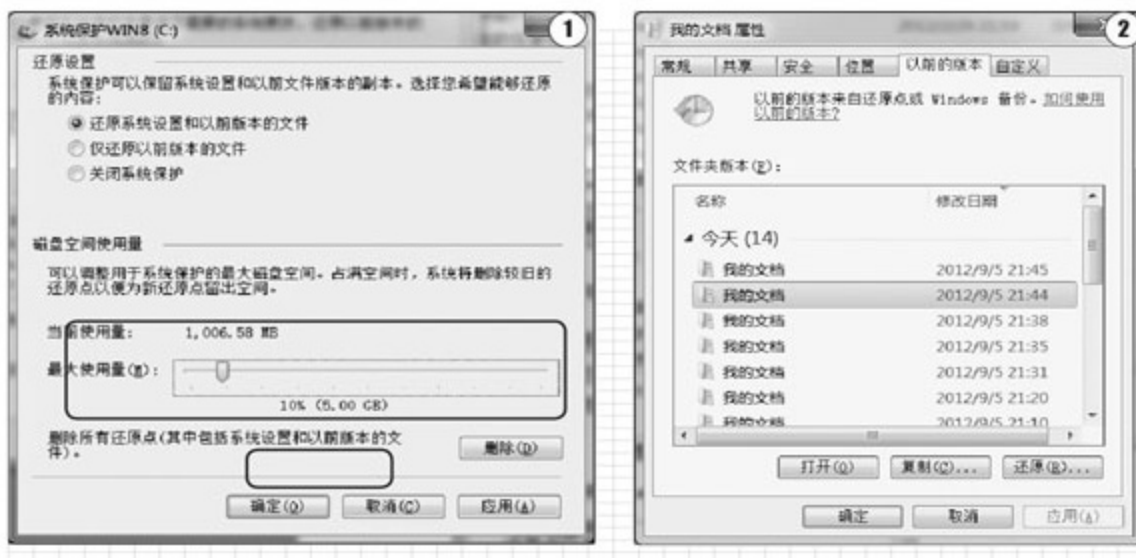 系统保护WIN8 (C:)
1
还原设置
系统保护可以保留系统设置和以前文件版本的副本。选择您希望能够还原
的内容:
还原系统设置和以前版本的文件
仅还原以前版本的文件
关闭系统保护
磁盘空间使用量
可以调整用于系统保护的最大磁盘空间。占满空间时，系统将删除较旧的
还原点以便为新还原点留出空间。
当前使用量: 1,006.58 MB
最大使用量(M):
10% (5.00 GB)
删除所有还原点(其中包括系统设置和以前版本的文
件)。
删除(D)
确定(O) 取消(C) 应用(A)
我的文档 属性
2
常规 共享 安全 位置 以前的版本 自定义
以前的版本来自还原点或 Windows 备份。如何使用
以前的版本?
文件夹版本(F):
名称 修改日期
今天 (14)
我的文档 2012/9/5 21:45
我的文档 2012/9/5 21:44
我的文档 2012/9/5 21:38
我的文档 2012/9/5 21:35
我的文档 2012/9/5 21:31
我的文档 2012/9/5 21:20
我的文档 2012/9/5 21:10
打开(O) 复制(C)... 还原(R)...
确定 取消 应用(A)